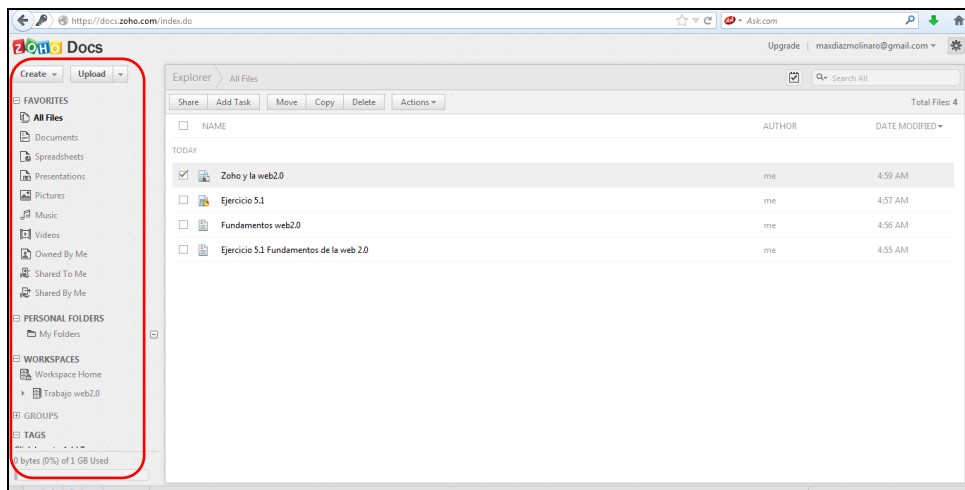 https://docs.zoho.com/index.do
Ask.com
ZOHO Docs
Upgrade | maxdiazmolinaro@gmail.com
Create
Upload
Explorer All Files
Search All
FAVORITES
All Files
Documents
Spreadsheets
Presentations
Pictures
Music
Videos
Owned By Me
Shared To Me
Shared By Me
PERSONAL FOLDERS
My Folders
WORKSPACES
Workspace Home
Trabajo web2.0
GROUPS
TAGS
0 bytes (0%) of 1 GB Used
Share Add Task Move Copy Delete Actions Total Files: 4
NAME AUTHOR DATE MODIFIED
TODAY
Zoho y la web2.0 me 4:59 AM
Ejercicio 5.1 me 4:57 AM
Fundamentos web2.0 me 4:56 AM
Ejercicio 5.1 Fundamentos de la web 2.0 me 4:55 AM